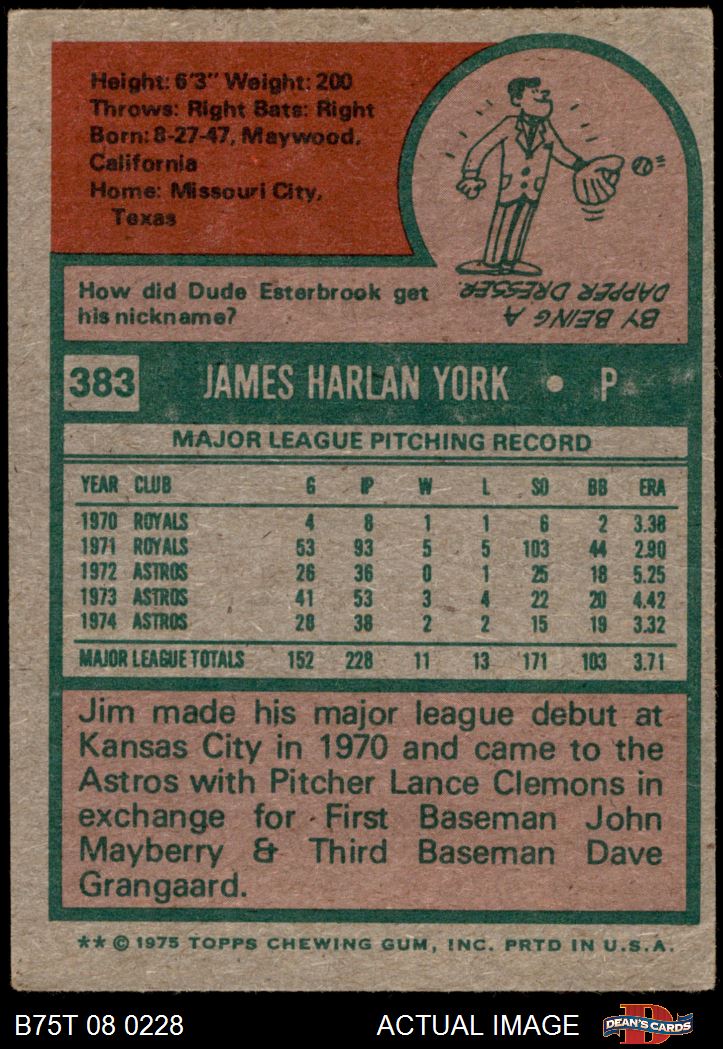 Height: 6'3" Weight: 200
Throws: Right Bats: Right
Born: 8-27-47, Maywood,
California
Home: Missouri City,
Texas
How did Dude Esterbrook get
his nickname?
BY BEING A
DAPPER DRESSER.
383 JAMES HARLAN YORK • P
MAJOR LEAGUE PITCHING RECORD
YEAR CLUB G IP W L SO BB ERA
1970 ROYALS 4 8 1 1 6 2 3.38
1971 ROYALS 53 93 5 5 103 44 2.90
1972 ASTROS 26 36 0 1 25 18 5.25
1973 ASTROS 41 53 3 4 22 20 4.42
1974 ASTROS 28 38 2 2 15 19 3.32
MAJOR LEAGUE TOTALS 152 228 11 13 171 103 3.71
Jim made his major league debut at
Kansas City in 1970 and came to the
Astros with Pitcher Lance Clemons in
exchange for First Baseman John
Mayberry & Third Baseman Dave
Grangaard.
** © 1975 TOPPS CHEWING GUM, INC. PRTD IN U.S.A.
B75T 08 0228 ACTUAL IMAGE
D
DEAN'S CARDS